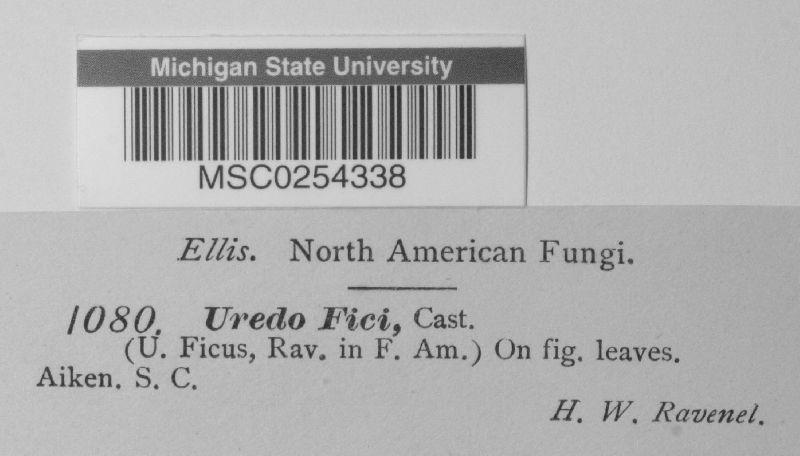 Michigan State University
MSC0254338
Ellis. North American Fungi.
1080. Uredo Fici, Cast.
(U. Ficus, Rav. in F. Am.) On fig. leaves.
Aiken. S. C.
H. W. Ravenel.